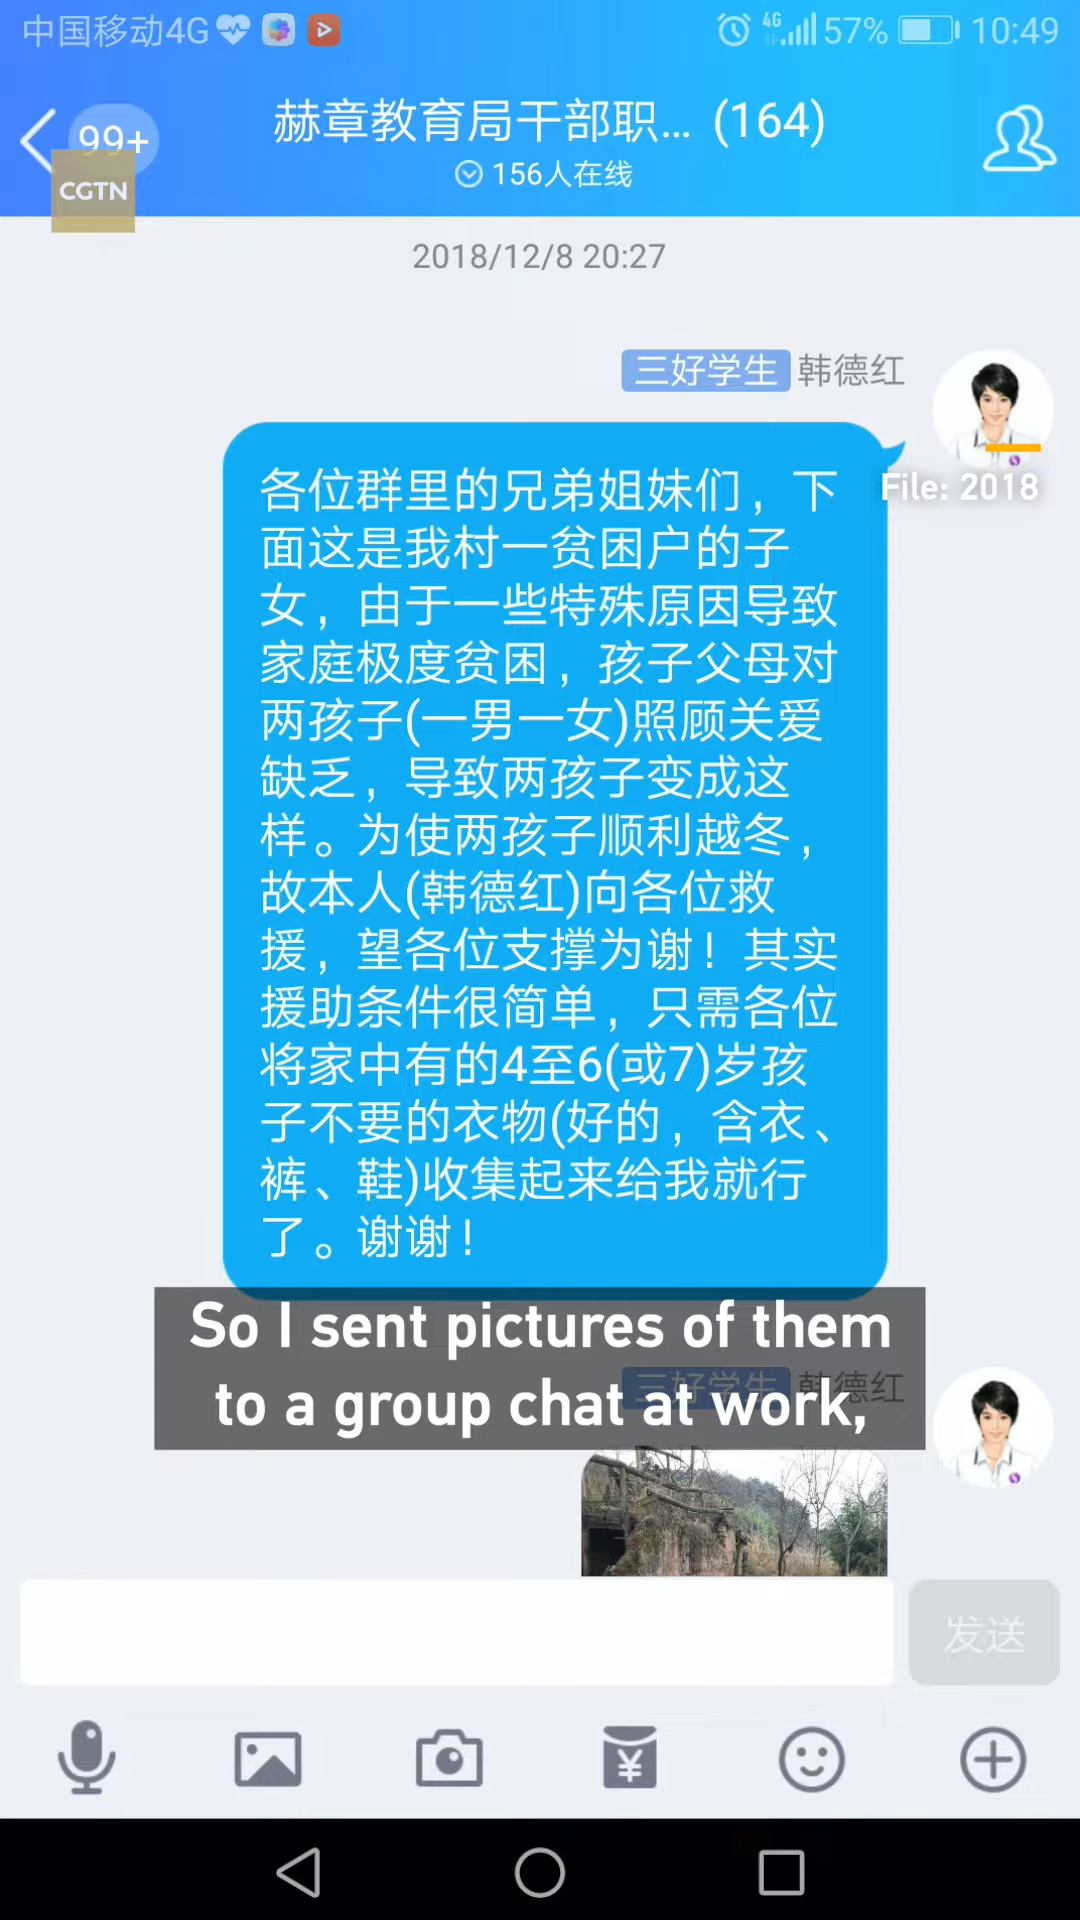 中国移动4G
4G
57%
10:49
99+
赫章教育局干部职... (164)
156人在线
CGTN
2018/12/8 20:27
三好学生 韩德红
File: 2018
各位群里的兄弟姐妹们，下
面这是我村一贫困户的子
女，由于一些特殊原因导致
家庭极度贫困，孩子父母对
两孩子(一男一女)照顾关爱
缺乏，导致两孩子变成这
样。为使两孩子顺利越冬，
故本人(韩德红)向各位救
援，望各位支撑为谢！其实
援助条件很简单，只需各位
将家中有的4至6(或7)岁孩
子不要的衣物(好的，含衣、
裤、鞋)收集起来给我就行
了。谢谢！
So I sent pictures of them
to a group chat at work,
三好学生 韩德红
发送
¥